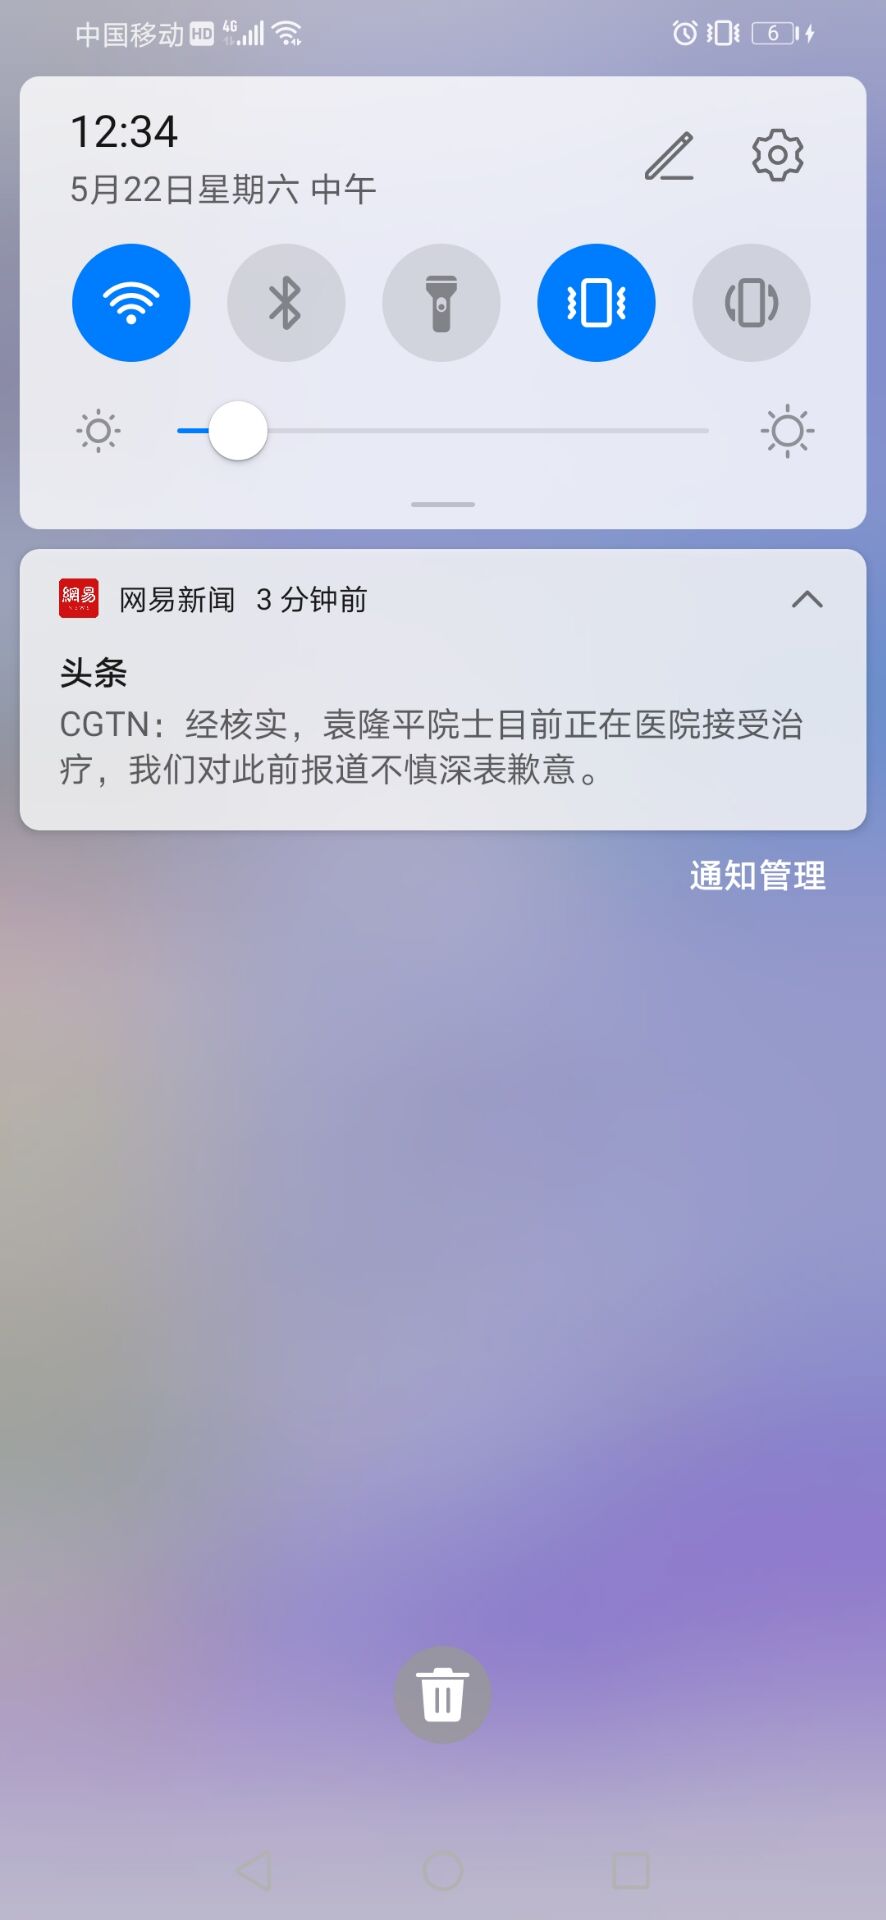 中国移动 HD 4G 6
12:34
5月22日星期六 中午
網易
网易新闻 3 分钟前
头条
CGTN：经核实，袁隆平院士目前正在医院接受治
疗，我们对此前报道不慎深表歉意。
通知管理